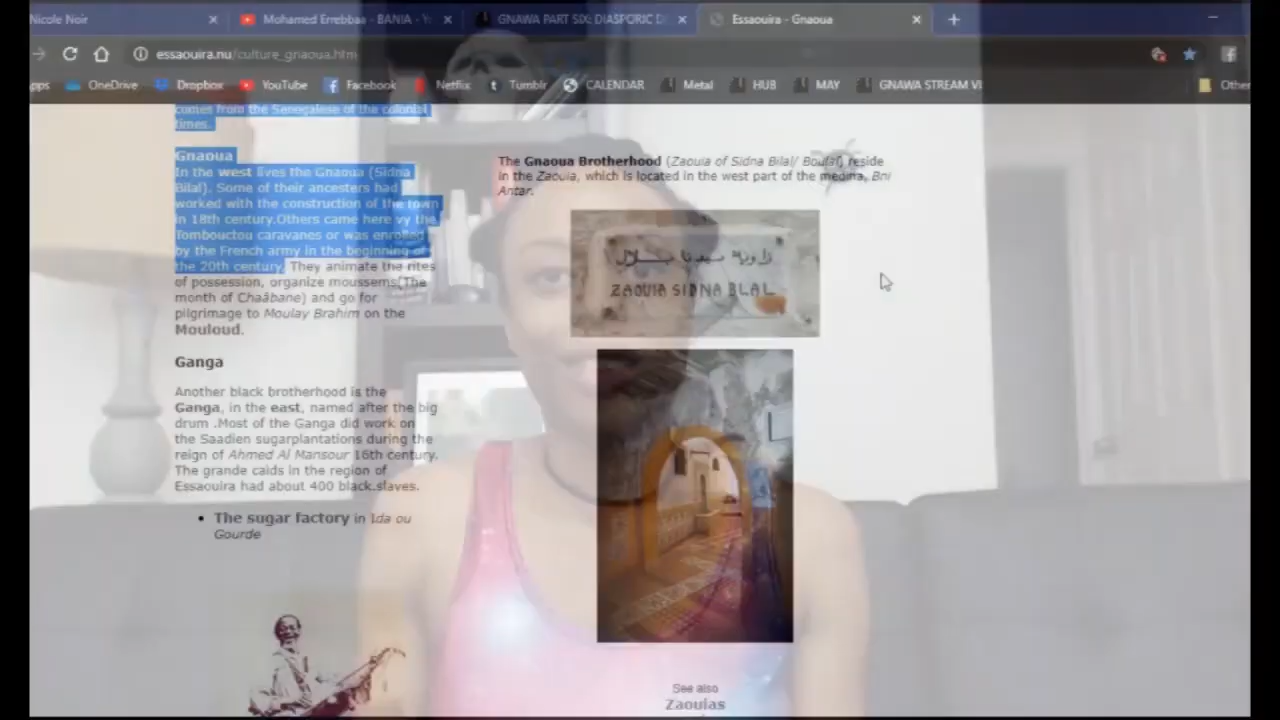 Nicole Noir
Mohamed Errebbaa - BANIA - Y
GNAWA PART SIX: DIASPORIC D
Essaouira - Gnaoua
essaouira.nu/culture_gnaoua.htm
pps
OneDrive
Dropbox
YouTube
Facebook
Netflix
Tumblr
CALENDAR
Metal
HUB
MAY
GNAWA STREAM VI
Other
comes from the Senegalese of the colonial
times.
Gnaoua
In the west lives the Gnaoua (Sidna
Bilal). Some of their ancesters had
worked with the construction of the town
in 18th century.Others came here vy the
Tombouctou caravanes or was enrolled
by the French army in the beginning of
the 20th century. They animate the rites
of possession, organize moussems(The
month of Chaâbane) and go for
pilgrimage to Moulay Brahim on the
Mouloud.
Ganga
Another black brotherhood is the
Ganga, in the east, named after the big
drum .Most of the Ganga did work on
the Saadien sugarplantations during the
reign of Ahmed Al Mansour 16th century.
The grande caids in the region of
Essaouira had about 400 black.slaves.
• The sugar factory in Ida ou
Gourde
The Gnaoua Brotherhood (Zaouia of Sidna Bilal/ Boulal) reside
in the Zaouia, which is located in the west part of the medina, Bni
Antar.
زاوية سيدنا بلال
ZAOUIA SIDNA BLAL
See also
Zaouias